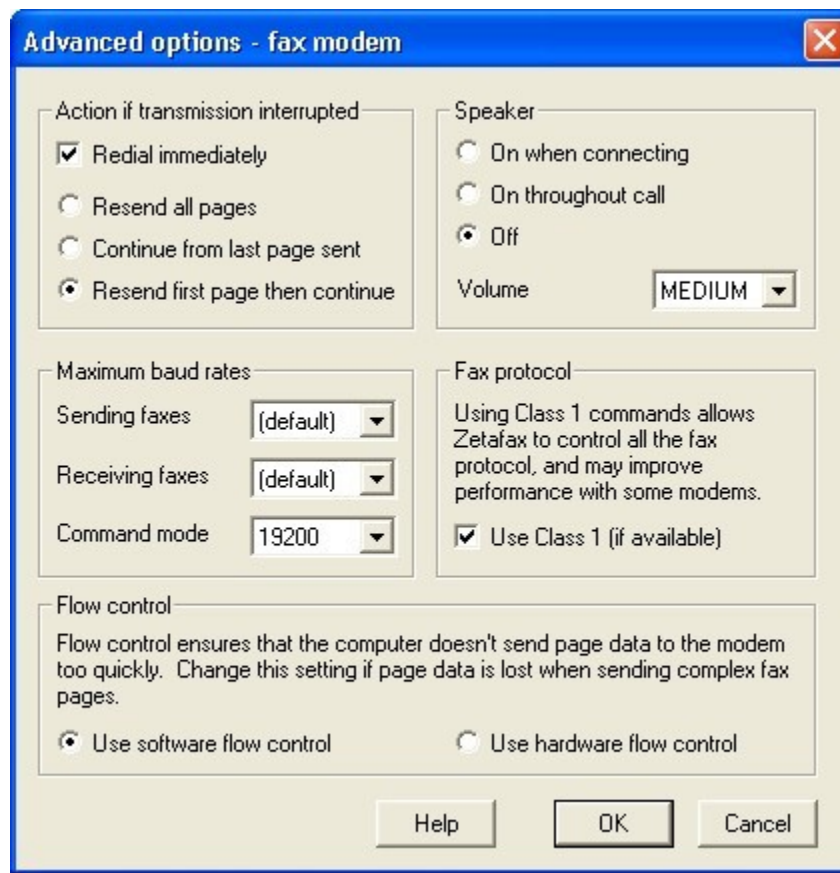 Advanced options - fax modem
Action if transmission interrupted
Redial immediately
Resend all pages
Continue from last page sent
Resend first page then continue
Speaker
On when connecting
On throughout call
Off
Volume MEDIUM
Maximum baud rates
Sending faxes (default)
Receiving faxes (default)
Command mode 19200
Fax protocol
Using Class 1 commands allows
Zetafax to control all the fax
protocol, and may improve
performance with some modems.
Use Class 1 (if available)
Flow control
Flow control ensures that the computer doesn't send page data to the modem
too quickly.  Change this setting if page data is lost when sending complex fax
pages.
Use software flow control Use hardware flow control
Help OK Cancel